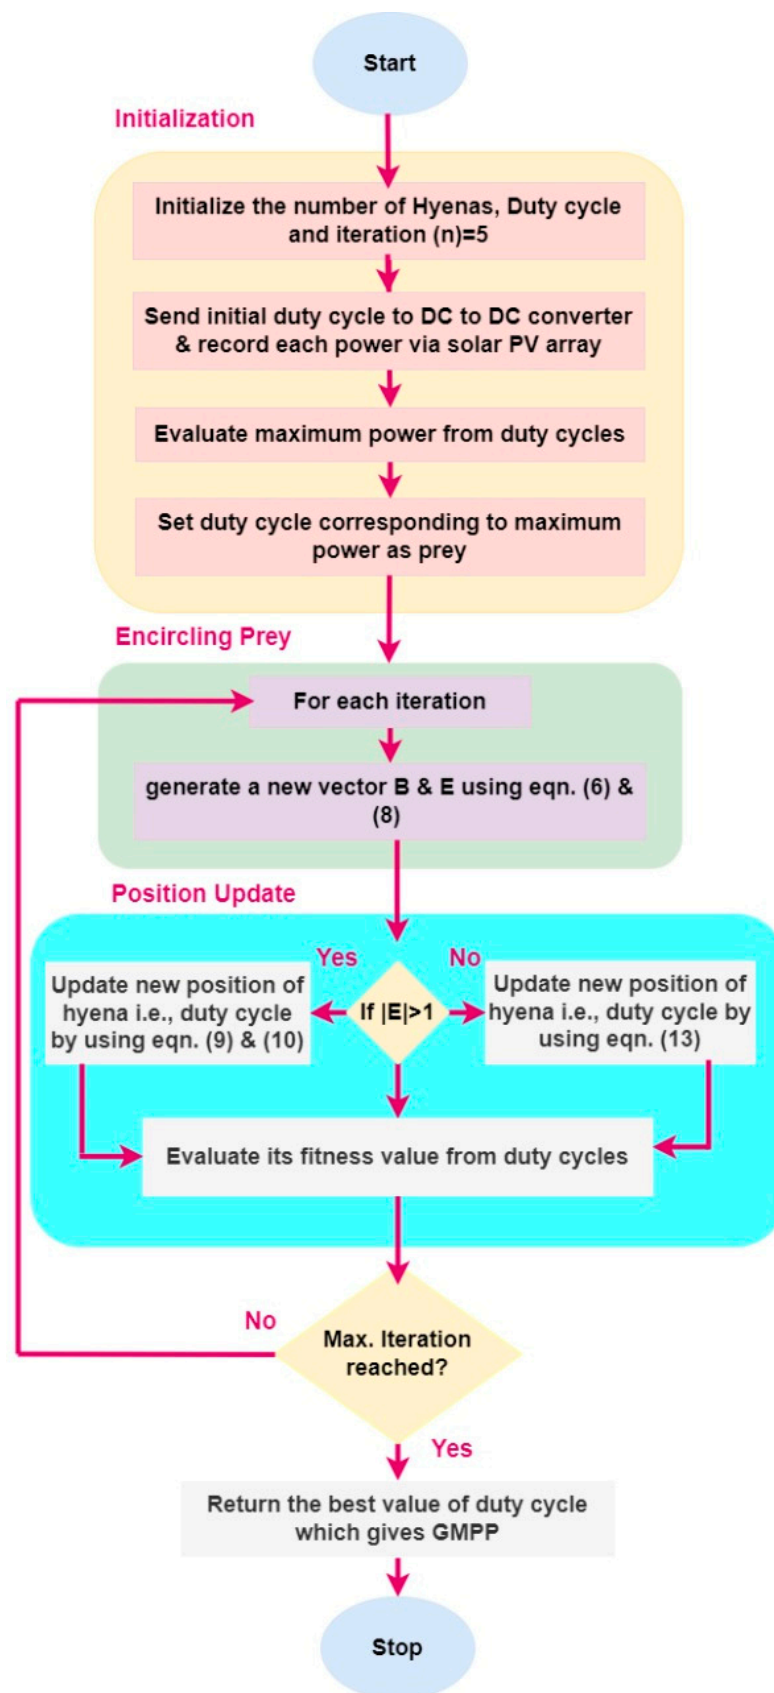 Start
Initialization
Initialize the number of Hyenas, Duty cycle
and iteration (n)=5
Send initial duty cycle to DC to DC converter
& record each power via solar PV array
Evaluate maximum power from duty cycles
Set duty cycle corresponding to maximum
power as prey
Encircling Prey
For each iteration
generate a new vector B & E using eqn. (6) &
(8)
Position Update
Yes
No
Update new position of
hyena i.e., duty cycle
by using eqn. (9) & (10)
If |E|>1
Update new position of
hyena i.e., duty cycle by
using eqn. (13)
Evaluate its fitness value from duty cycles
No
Max. Iteration
reached?
Yes
Return the best value of duty cycle
which gives GMPP
Stop